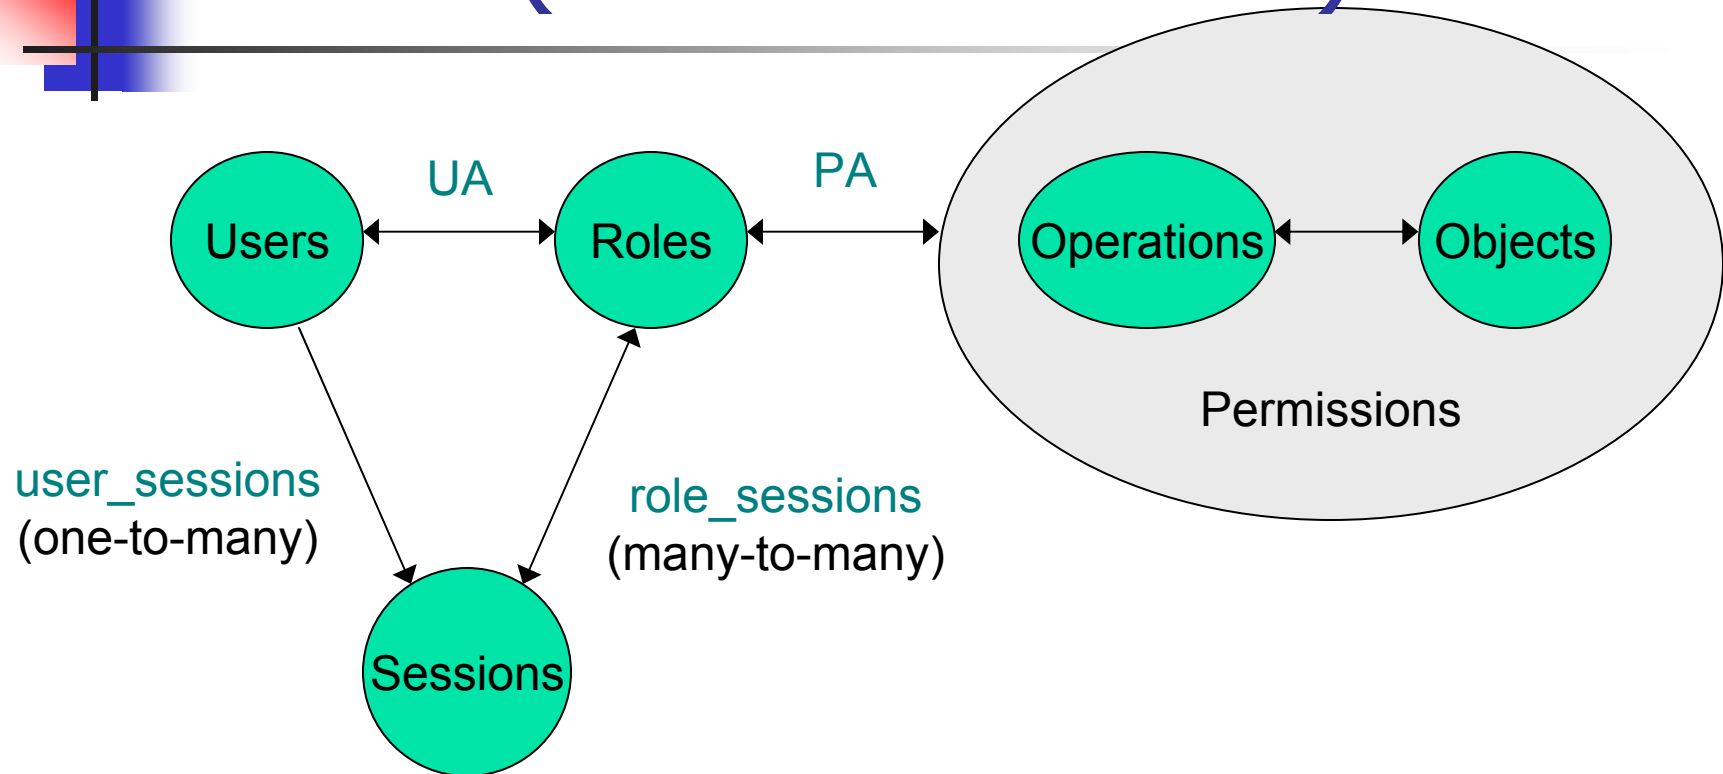 UA
PA
Users
Roles
Operations
Objects
Permissions
user_sessions
(one-to-many)
role_sessions
(many-to-many)
Sessions